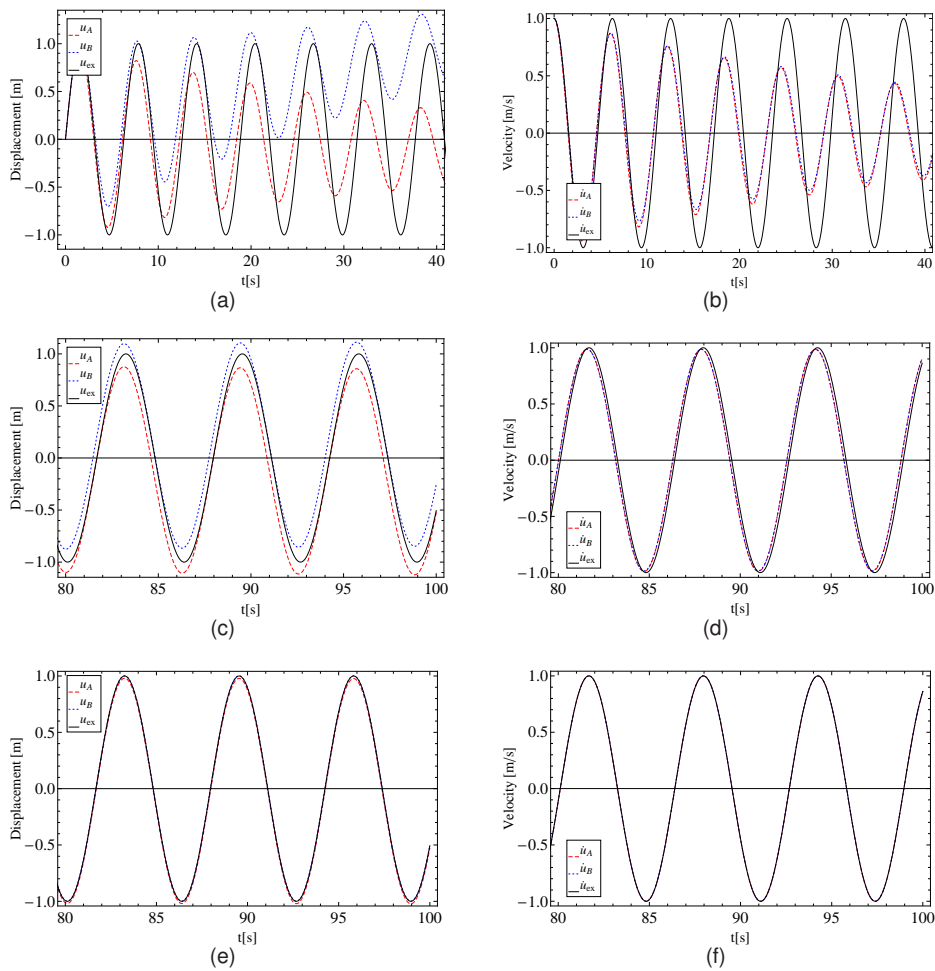 u_A
u_B
u_ex
Displacement [m]
1.0
0.5
0.0
−0.5
−1.0
0 10 20 30 40
t[s]
(a)
Velocity [m/s]
1.0
0.5
0.0
−0.5
−1.0
u̇_A
u̇_B
u̇_ex
0 10 20 30 40
t[s]
(b)
u_A
u_B
u_ex
Displacement [m]
1.0
0.5
0.0
−0.5
−1.0
80 85 90 95 100
t[s]
(c)
Velocity [m/s]
1.0
0.5
0.0
−0.5
−1.0
u̇_A
u̇_B
u̇_ex
80 85 90 95 100
t[s]
(d)
u_A
u_B
u_ex
Displacement [m]
1.0
0.5
0.0
−0.5
−1.0
80 85 90 95 100
t[s]
(e)
Velocity [m/s]
1.0
0.5
0.0
−0.5
−1.0
u̇_A
u̇_B
u̇_ex
80 85 90 95 100
t[s]
(f)